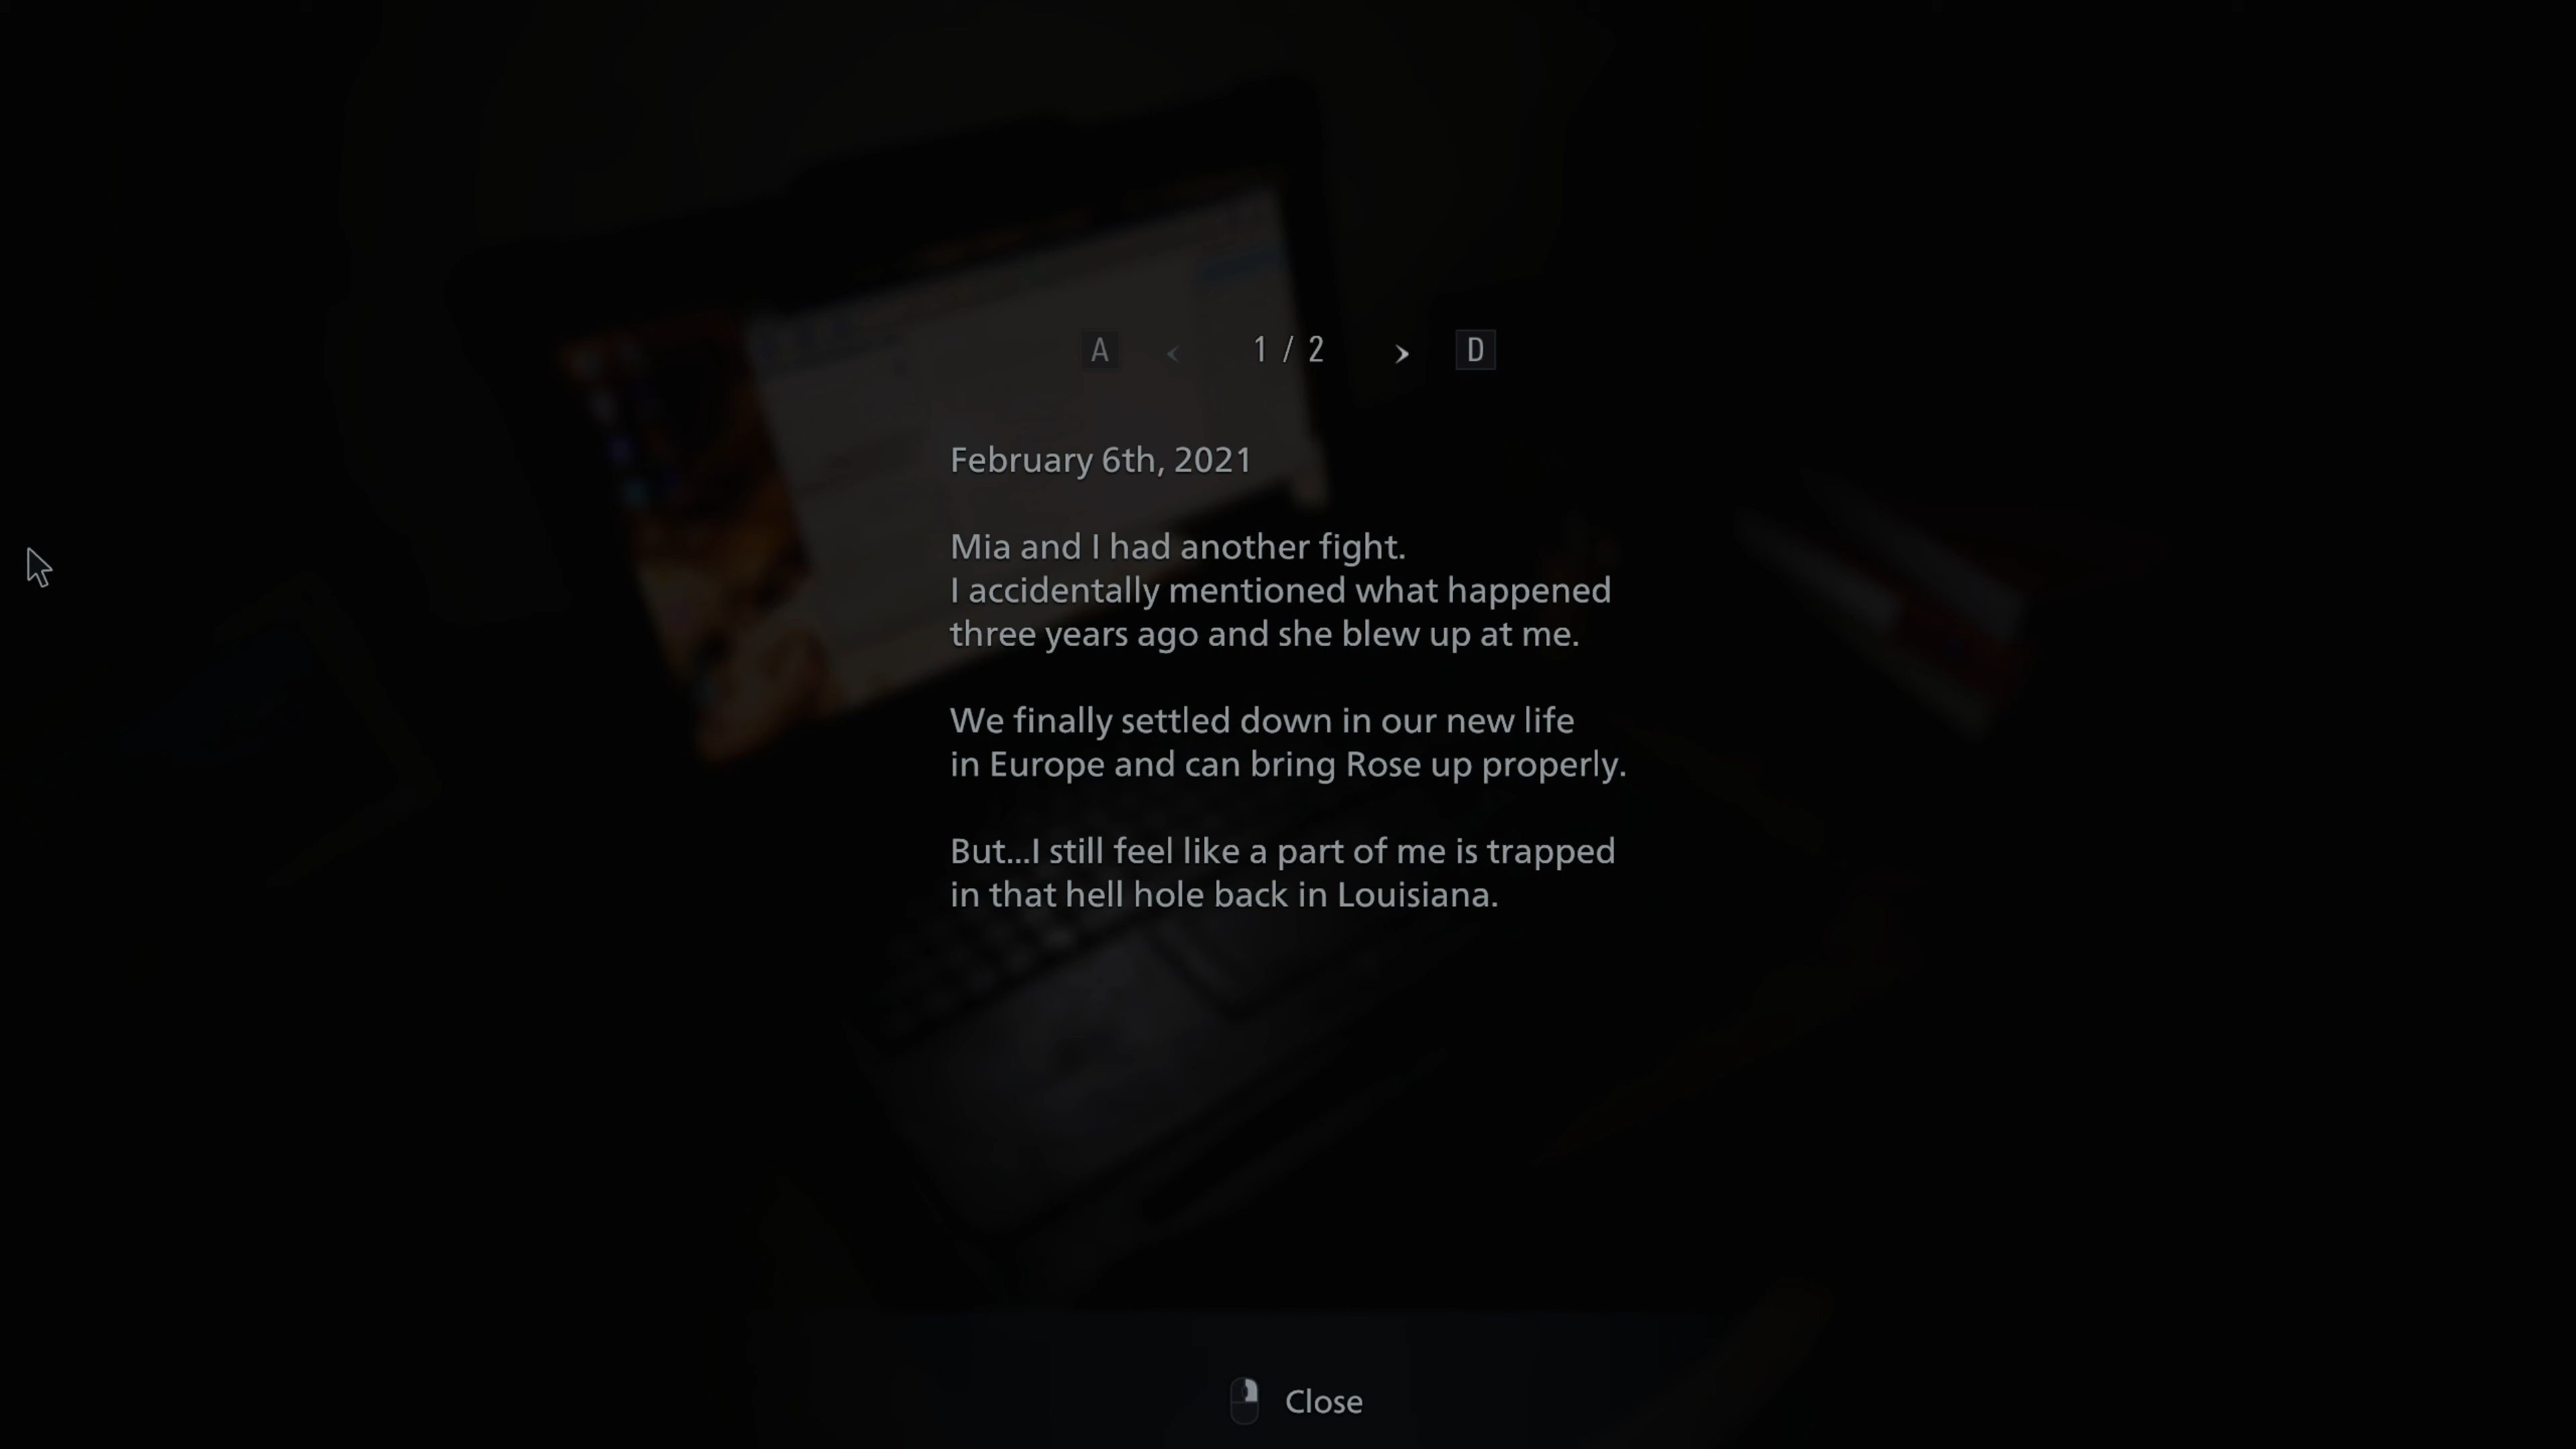 A < 1 / 2 > D
February 6th, 2021
Mia and I had another fight.
I accidentally mentioned what happened
three years ago and she blew up at me.
We finally settled down in our new life
in Europe and can bring Rose up properly.
But...I still feel like a part of me is trapped
in that hell hole back in Louisiana.
Close